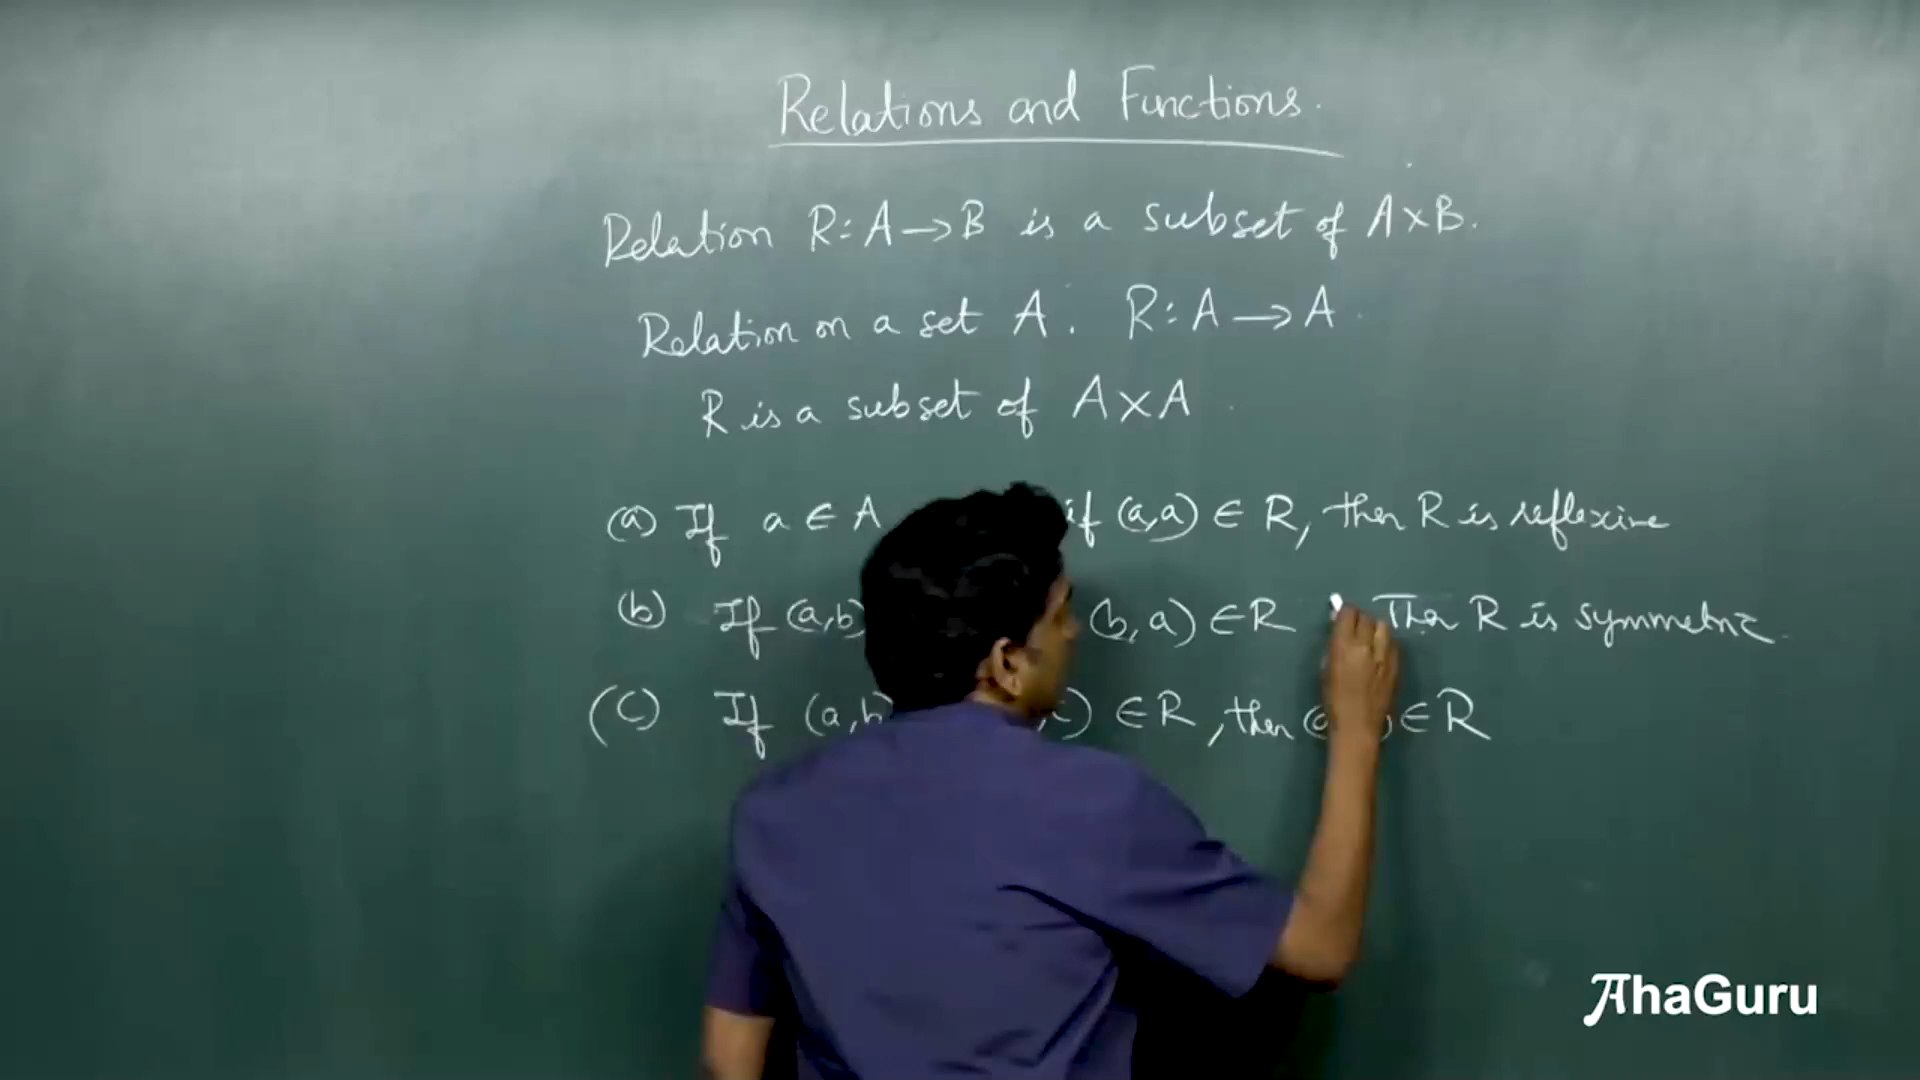 Relations and Functions.
Relation R: A→B is a subset of A×B.
Relation on a set A. R: A→A.
R is a subset of A×A
(a) If a ∈ A if (a,a) ∈ R, then R is reflexive
(b) If (a,b) (b,a) ∈ R Then R is symmetric.
(c) If (a,b) ∈ R, then ∈ R
AhaGuru